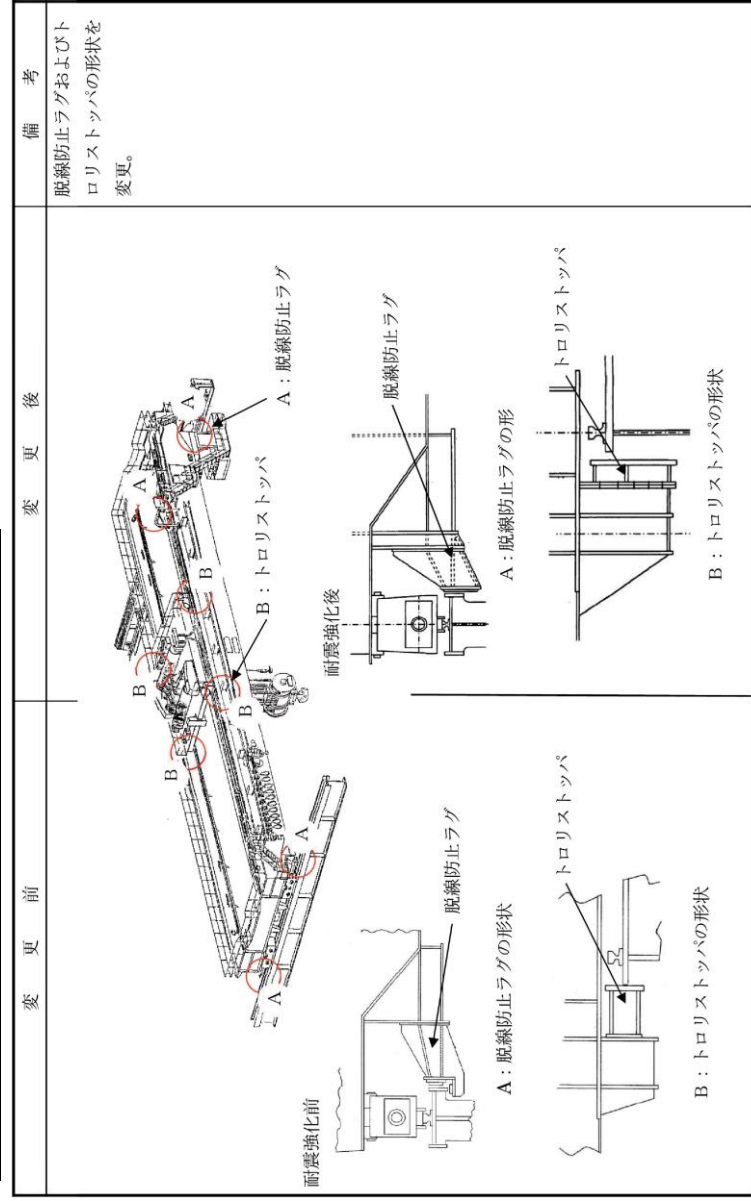 変更前
変更後
備考
脱線防止ラグおよびト
ロリストッパの形状を
変更。
A
A
B
B
B
B
A
A
A：脱線防止ラグ
B：トロリストッパ
耐震強化前
脱線防止ラグ
A：脱線防止ラグの形状
トロリストッパ
B：トロリストッパの形状
耐震強化後
脱線防止ラグ
A：脱線防止ラグの形
トロリストッパ
B：トロリストッパの形状